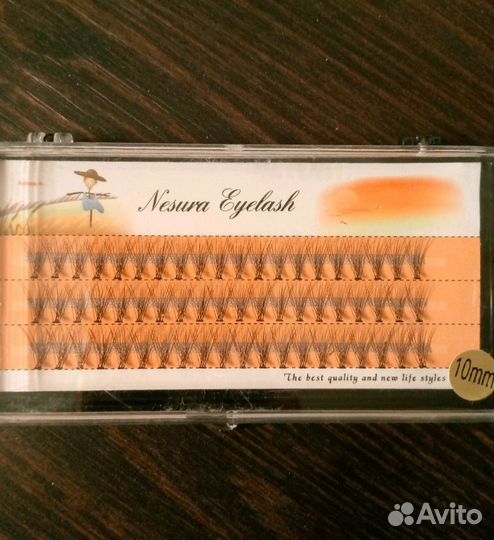 Nesura Eyelash
The best quality and new life styles
10mm
Avito